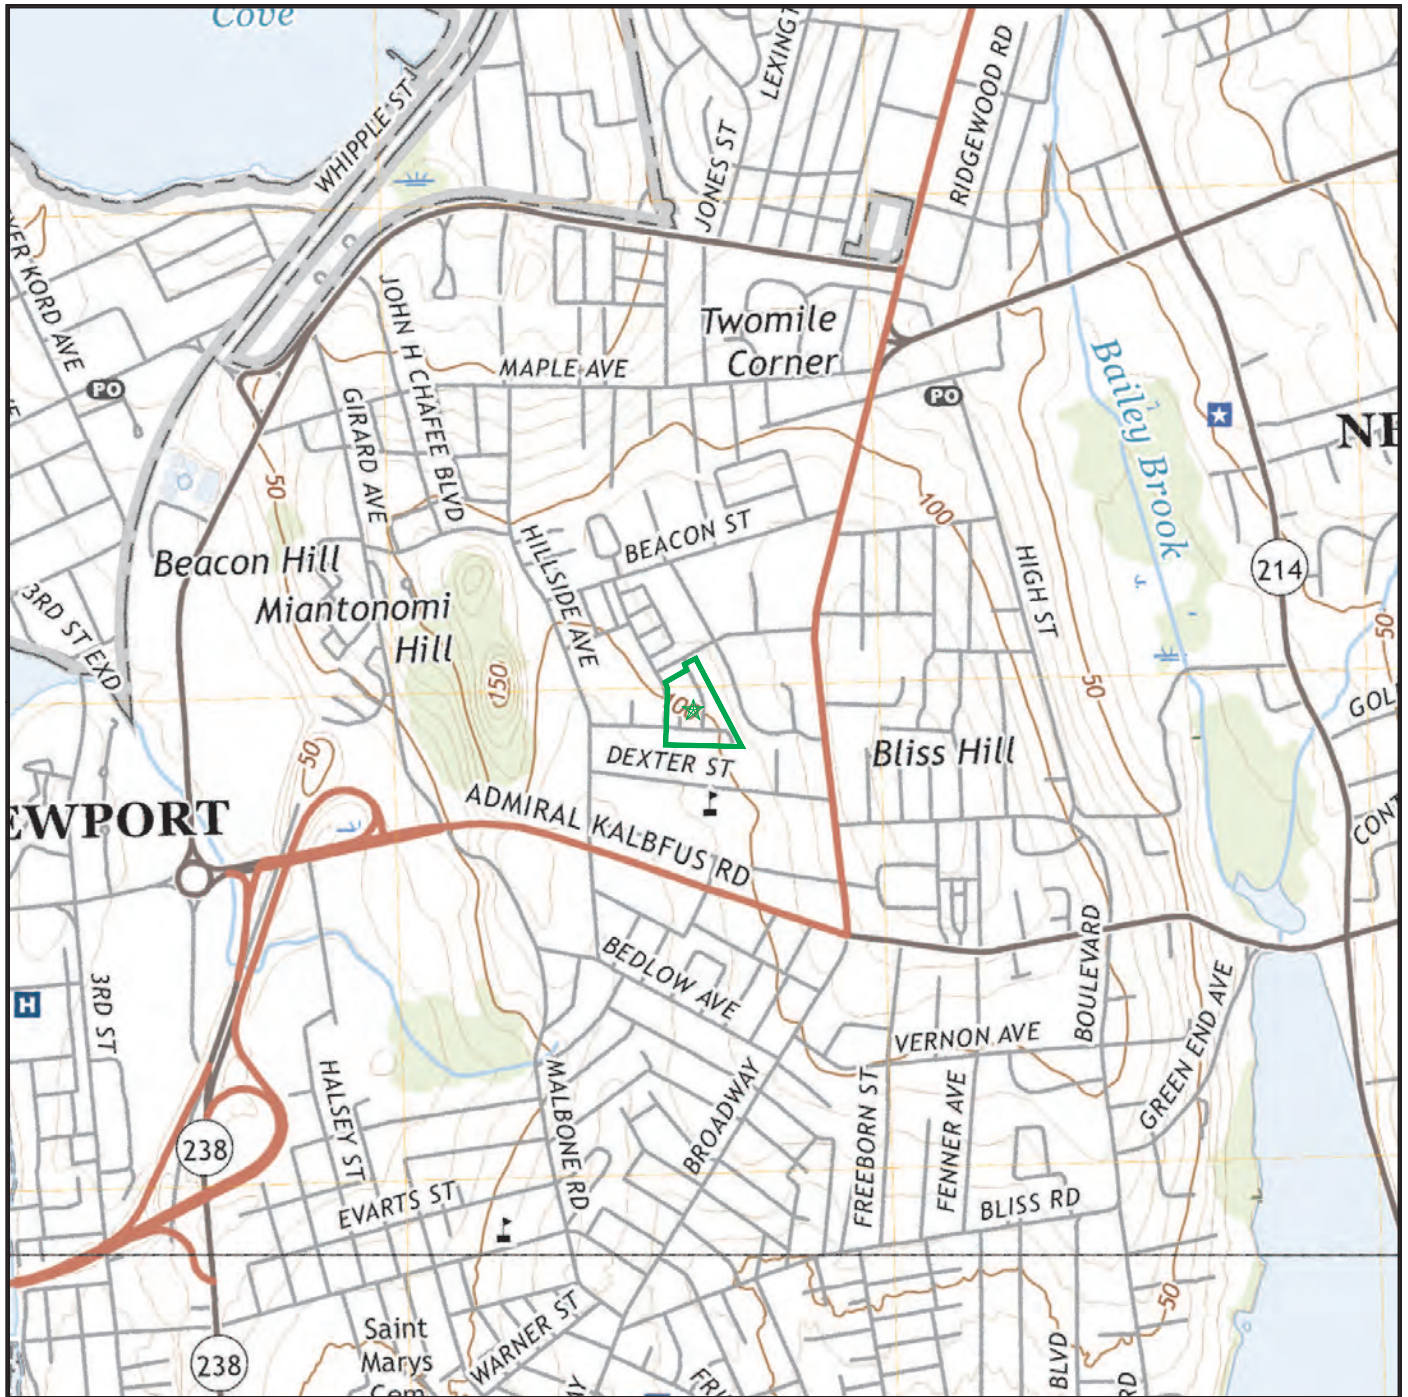 Cove
WHIPPLE ST
LEXINGT
JONES ST
RIDGEWOOD RD
YER KORD AVE
JOHN H CHAFEE BLVD
Twomile
Corner
MAPLE AVE
PO
PO
GIRARD AVE
Bailey Brook
NE
50
100
HILLSIDE AVE
BEACON ST
Beacon Hill
HIGH ST
214
3RD ST EXD
Miantonomi
Hill
50
150
100
50
GOL
50
DEXTER ST
Bliss Hill
EWPORT
ADMIRAL KALBFUS RD
CONT
H
3RD ST
BEDLOW AVE
BOULEVARD
GREEN END AVE
VERNON AVE
HALSEY ST
MALBONE RD
BROADWAY
FREEBORN ST
FENNER AVE
238
EVARTS ST
BLISS RD
50
238
Saint
Marys
Cem
WARNER ST
FRI
BLVD
RD